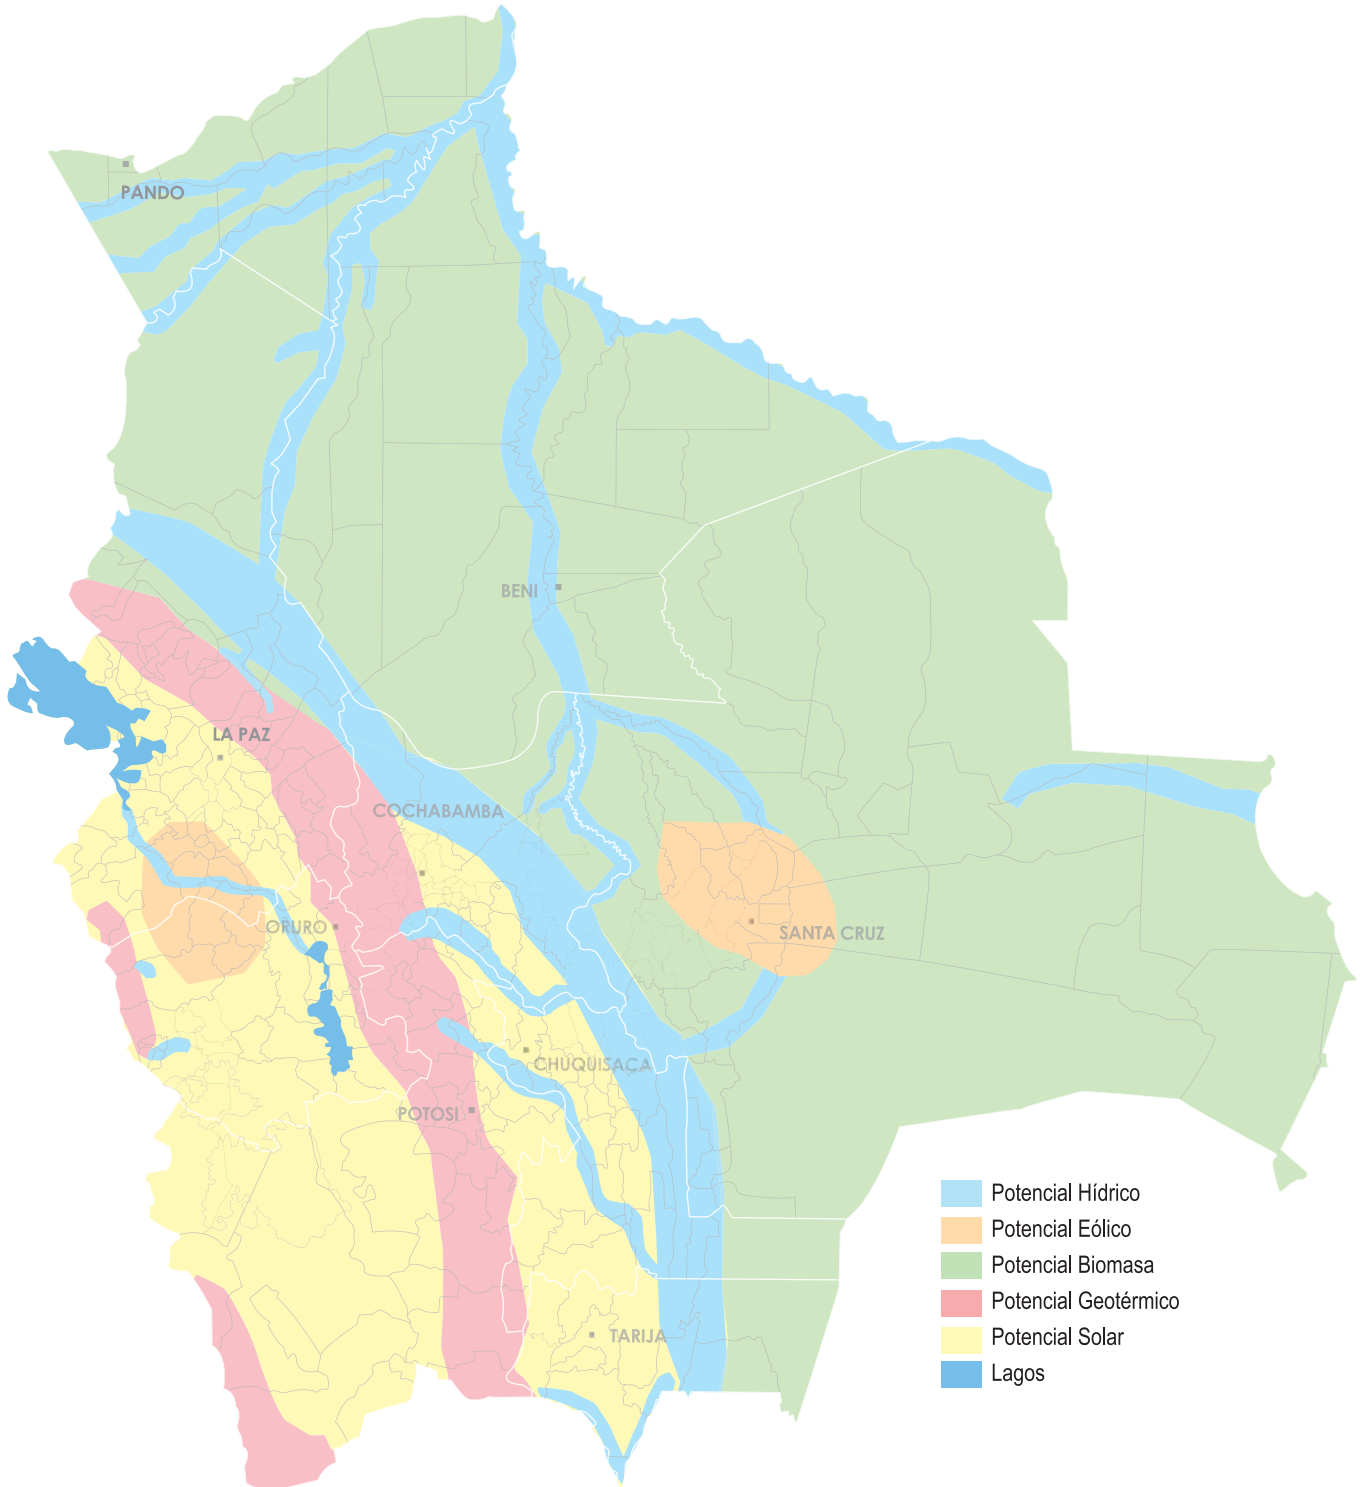 PANDO
BENI
LA PAZ
COCHABAMBA
ORURO
SANTA CRUZ
CHUQUISACA
POTOSI
TARIJA
Potencial Hídrico
Potencial Eólico
Potencial Biomasa
Potencial Geotérmico
Potencial Solar
Lagos